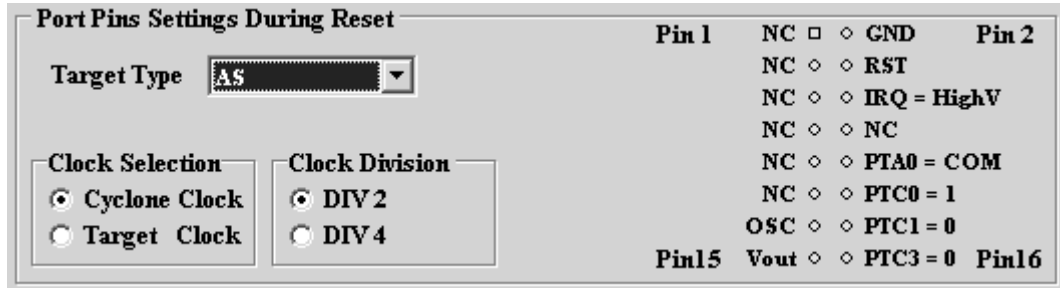 Port Pins Settings During Reset
Target Type AS
Clock Selection
Cyclone Clock
Target Clock
Clock Division
DIV 2
DIV 4
Pin 1 NC GND Pin 2
NC RST
NC IRQ = HighV
NC NC
NC PTA0 = COM
NC PTC0 = 1
OSC PTC1 = 0
Pin15 Vout PTC3 = 0 Pin16